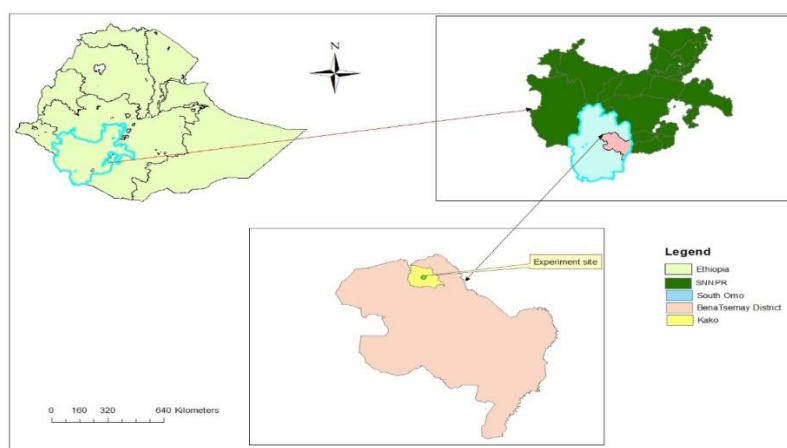 N
Experiment site
Legend
Ethiopia
SNNPR
South Omo
BenaTsemay District
Kako
0 160 320 640 Kilometers